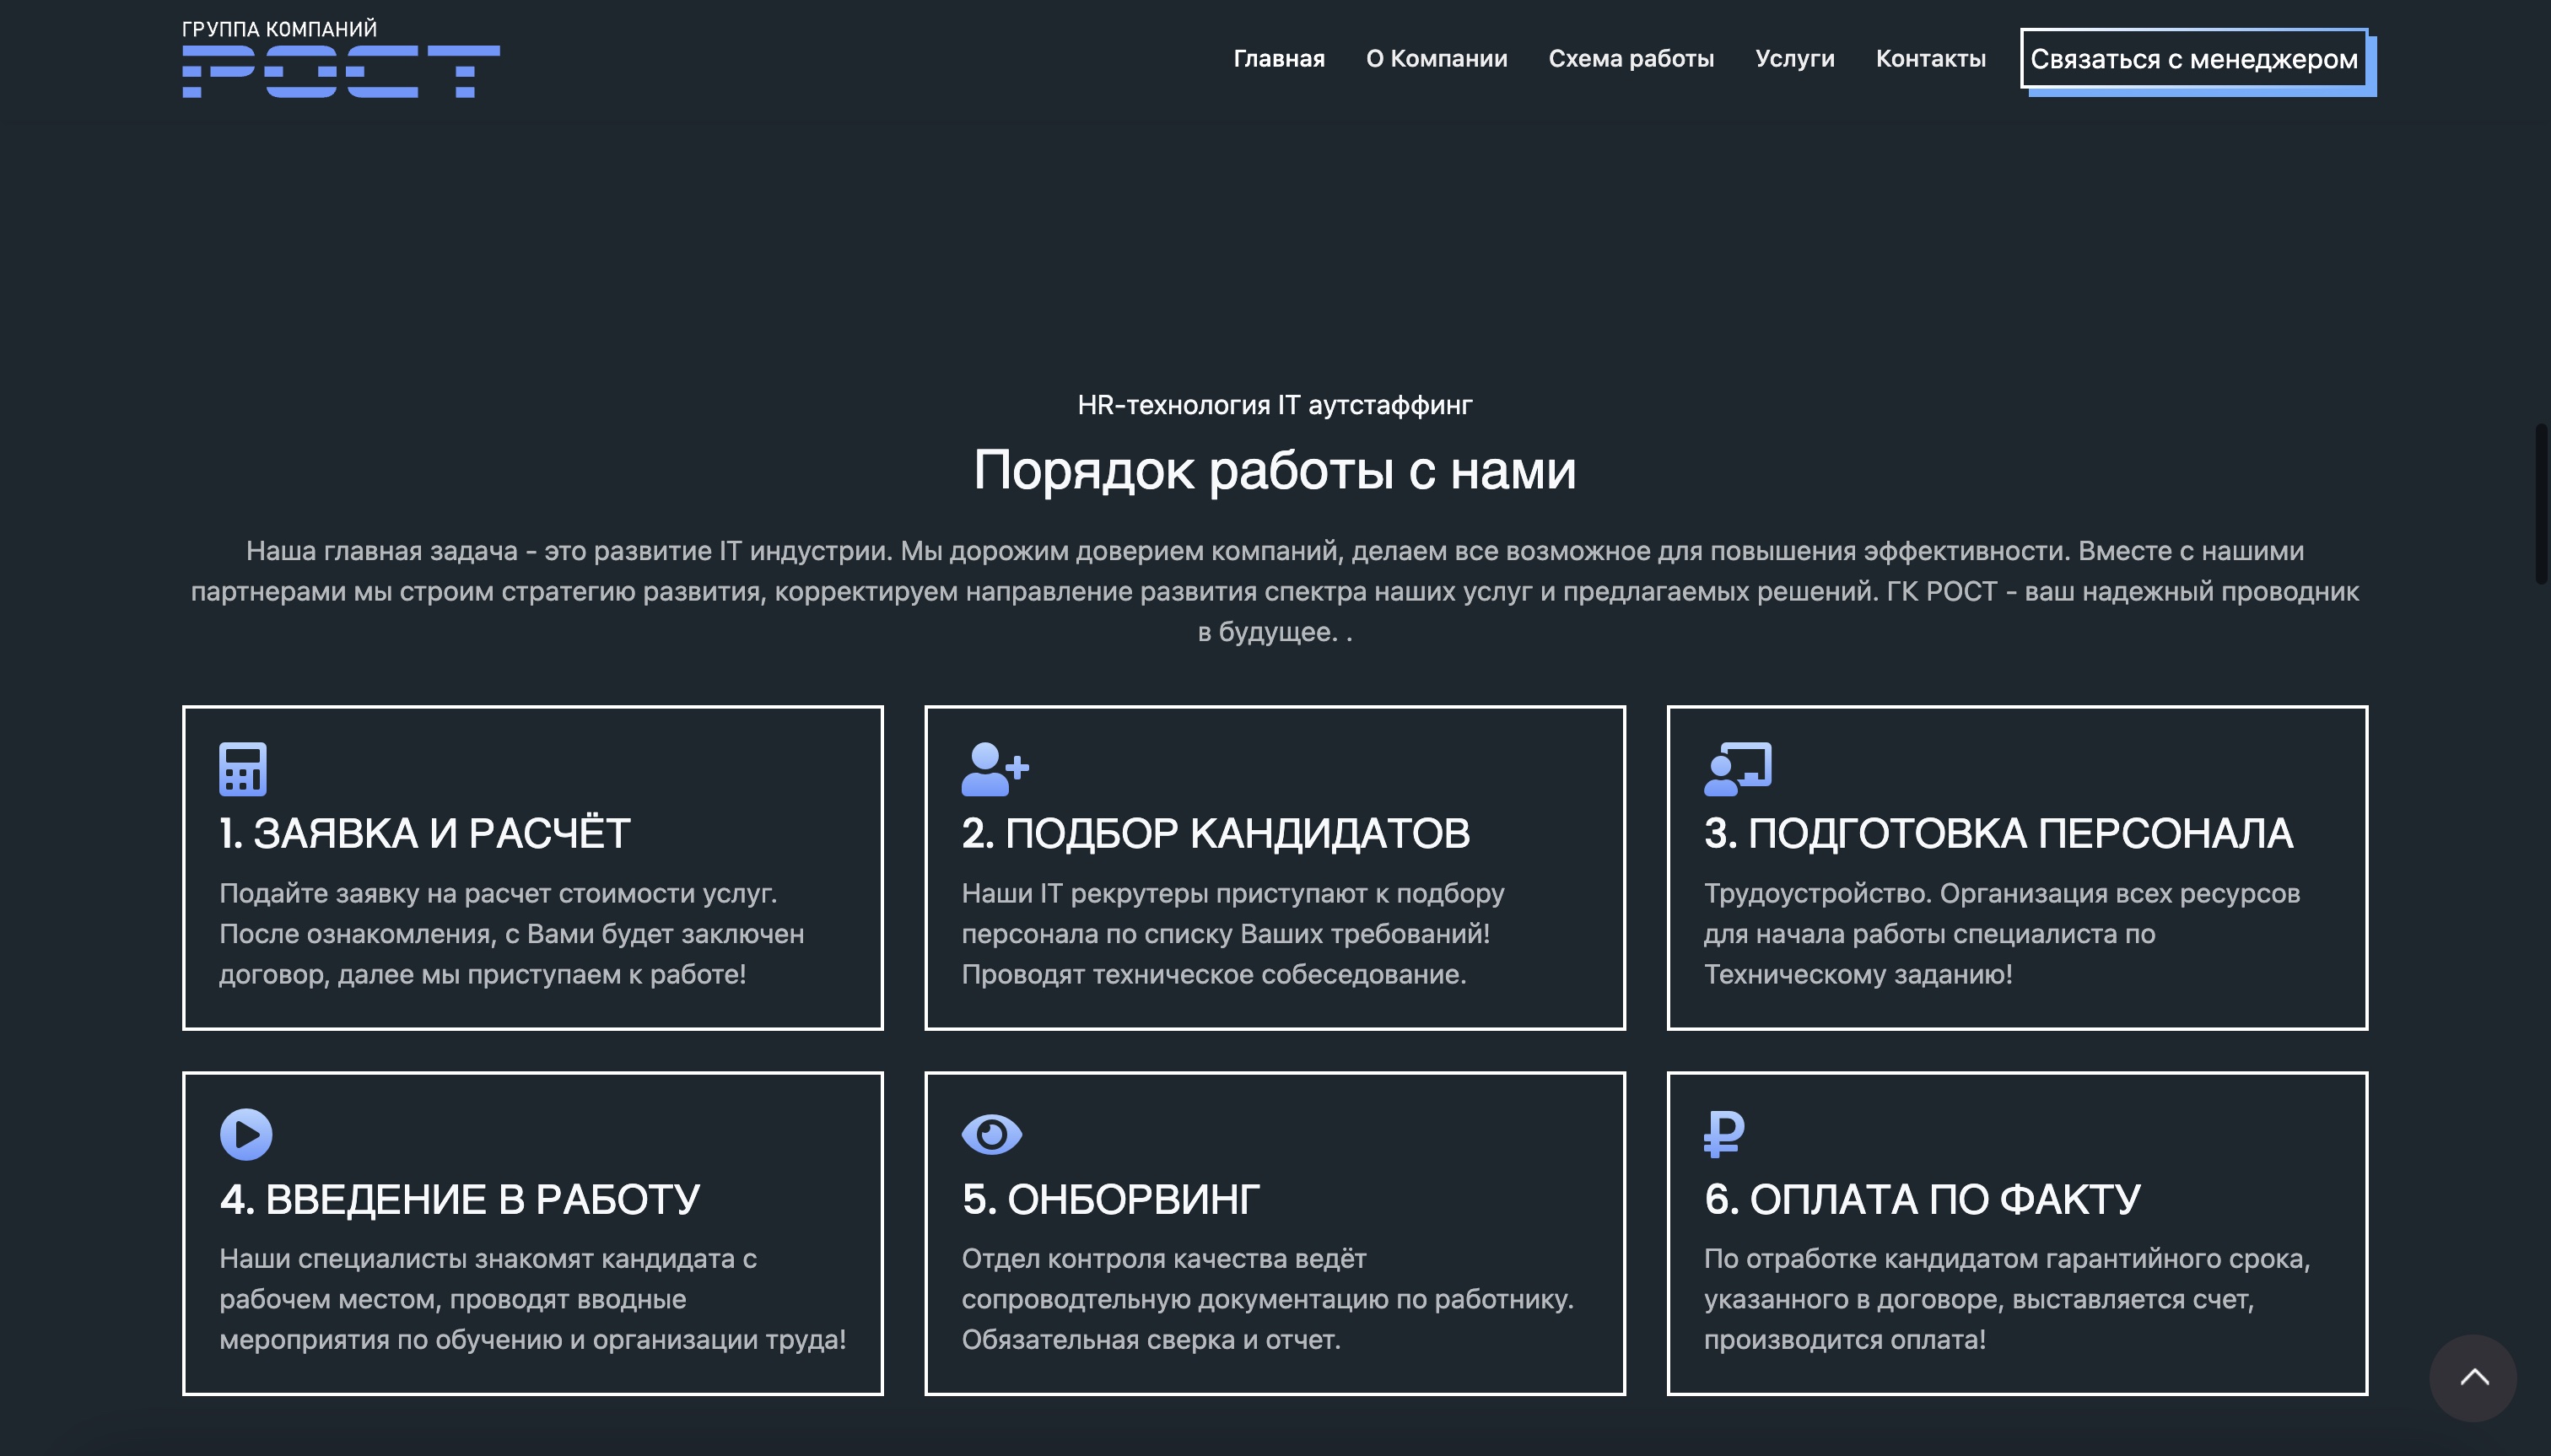 ГРУППА КОМПАНИЙ
РОСТ
Главная О Компании Схема работы Услуги Контакты Связаться с менеджером
HR-технология IT аутстаффинг
Порядок работы с нами
Наша главная задача - это развитие IT индустрии. Мы дорожим доверием компаний, делаем все возможное для повышения эффективности. Вместе с нашими
партнерами мы строим стратегию развития, корректируем направление развития спектра наших услуг и предлагаемых решений. ГК РОСТ - ваш надежный проводник
в будущее. .
1. ЗАЯВКА И РАСЧЁТ
Подайте заявку на расчет стоимости услуг.
После ознакомления, с Вами будет заключен
договор, далее мы приступаем к работе!
2. ПОДБОР КАНДИДАТОВ
Наши IT рекрутеры приступают к подбору
персонала по списку Ваших требований!
Проводят техническое собеседование.
3. ПОДГОТОВКА ПЕРСОНАЛА
Трудоустройство. Организация всех ресурсов
для начала работы специалиста по
Техническому заданию!
4. ВВЕДЕНИЕ В РАБОТУ
Наши специалисты знакомят кандидата с
рабочем местом, проводят вводные
мероприятия по обучению и организации труда!
5. ОНБОРВИНГ
Отдел контроля качества ведёт
сопроводтельную документацию по работнику.
Обязательная сверка и отчет.
6. ОПЛАТА ПО ФАКТУ
По отработке кандидатом гарантийного срока,
указанного в договоре, выставляется счет,
производится оплата!